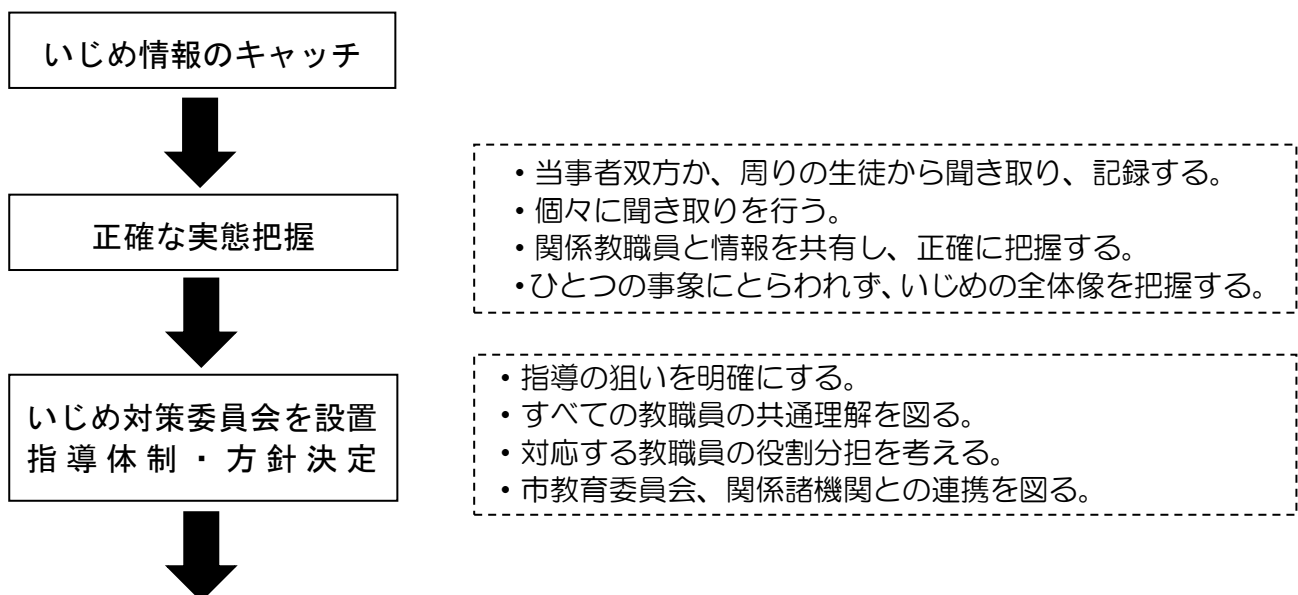 いじめ情報のキャッチ
・当事者双方か、周りの生徒から聞き取り、記録する。
・個々に聞き取りを行う。
・関係教職員と情報を共有し、正確に把握する。
・ひとつの事象にとらわれず、いじめの全体像を把握する。
正確な実態把握
・指導の狙いを明確にする。
・すべての教職員の共通理解を図る。
・対応する教職員の役割分担を考える。
・市教育委員会、関係諸機関との連携を図る。
いじめ対策委員会を設置
指導体制・方針決定